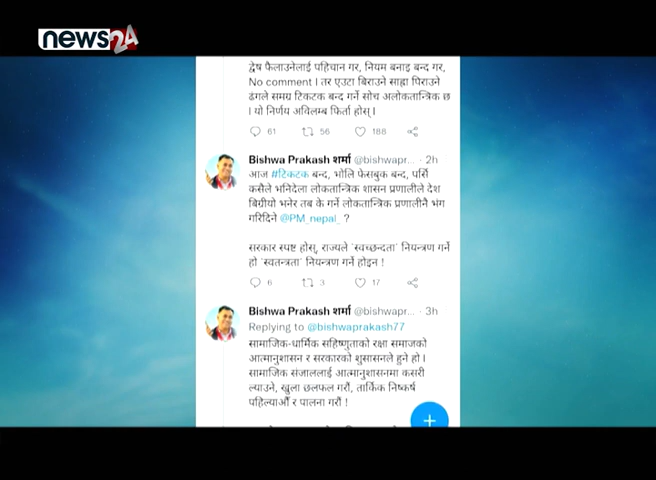 news24
द्वेष फैलाउनेलाई पहिचान गर, नियम बनाइ बन्द गर,
No comment । तर एउटा बिराउने साह्रा पिराउने
ढंगले समग्र टिकटक बन्द गर्ने सोच अलोकतान्त्रिक छ
। यो निर्णय अविलम्ब फिर्ता होस् ।
61 56 188
Bishwa Prakash शर्मा @bishwapr... · 2h
आज #टिकटक बन्द, भोलि फेसबुक बन्द, पर्सि
कसैले भनिदेला लोकतान्त्रिक शासन प्रणालीले देश
बिग्रीयो भनेर तब के गर्ने लोकतान्त्रिक प्रणालीनै भंग
गरिदिने @PM_nepal_ ?
सरकार स्पष्ट होस्, राज्यले `स्वच्छन्दता` नियन्त्रण गर्ने
हो `स्वतन्त्रता` नियन्त्रण गर्ने होइन !
6 3 17
Bishwa Prakash शर्मा @bishwapr... · 3h
Replying to @bishwaprakash77
सामाजिक-धार्मिक सहिष्णुताको रक्षा समाजको
आत्मानुशासन र सरकारको शुसासनले हुने हो ।
सामाजिक संजाललाई आत्मानुशासनमा कसरी
ल्याउने, खुला छलफल गरौं, तार्किक निष्कर्ष
पहिल्याऔँ र पालना गरौं !